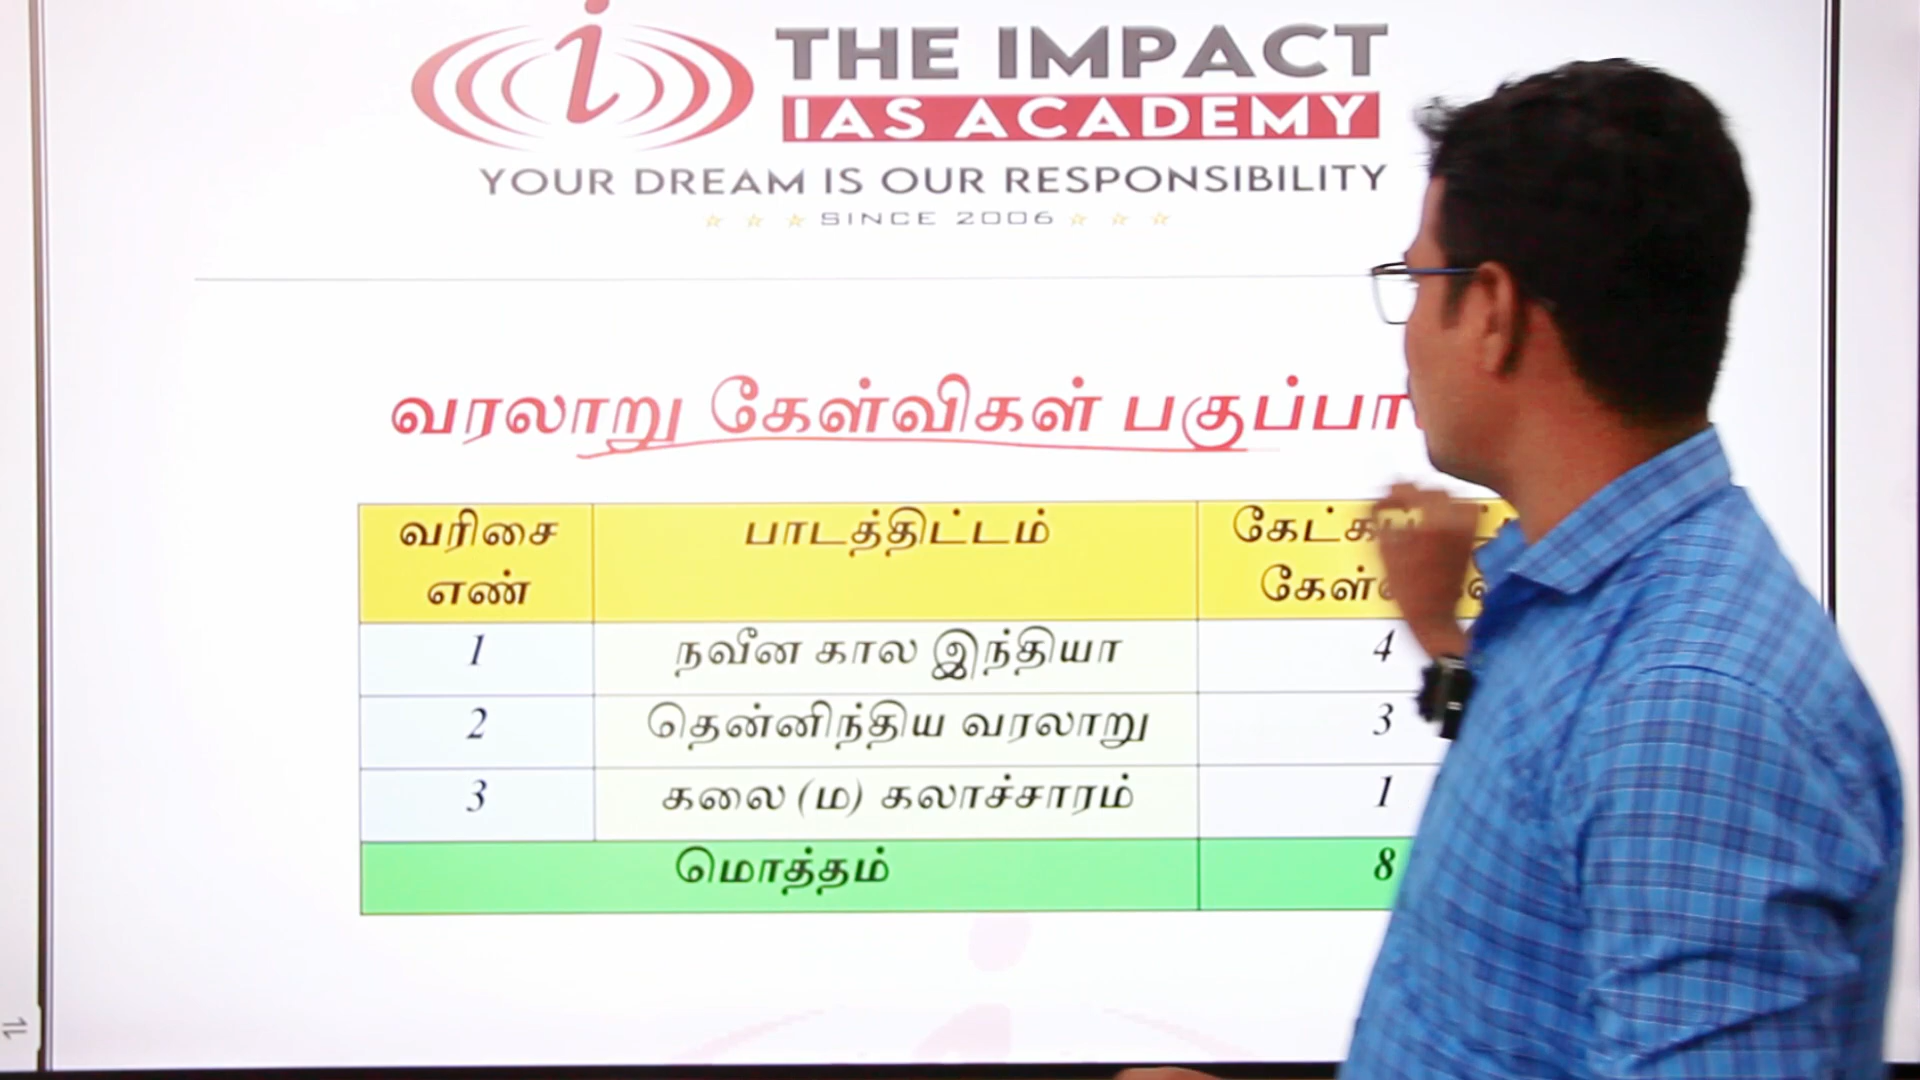 THE IMPACT
IAS ACADEMY
YOUR DREAM IS OUR RESPONSIBILITY
SINCE 2006
வரலாறு கேள்விகள்
வரிசை எண் பாடத்திட்டம்
1 நவீன கால இந்தியா 4
2 தென்னிந்திய வரலாறு 3
3 கலை (ம) கலாச்சாரம் 1
மொத்தம் 8